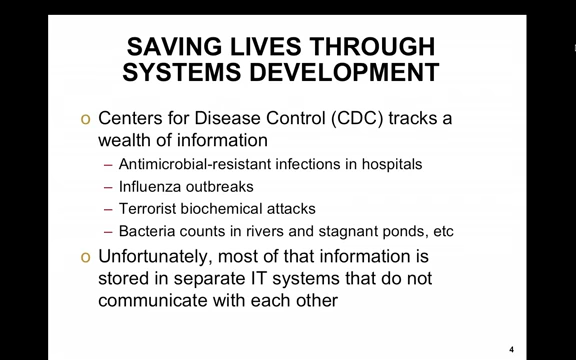 SAVING LIVES THROUGH
SYSTEMS DEVELOPMENT
o Centers for Disease Control (CDC) tracks a
wealth of information
– Antimicrobial-resistant infections in hospitals
– Influenza outbreaks
– Terrorist biochemical attacks
– Bacteria counts in rivers and stagnant ponds, etc
o Unfortunately, most of that information is
stored in separate IT systems that do not
communicate with each other
4